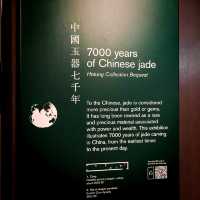 中國玉器七千年
7000 years
of Chinese jade
Hotung Collection Bequest
To the Chinese, jade is considered
more precious than gold or gems.
It has long been revered as a rare
and precious material associated
with power and wealth. This exhibition
illustrates 7000 years of jade carving
in China, from the earliest times
to the present day.